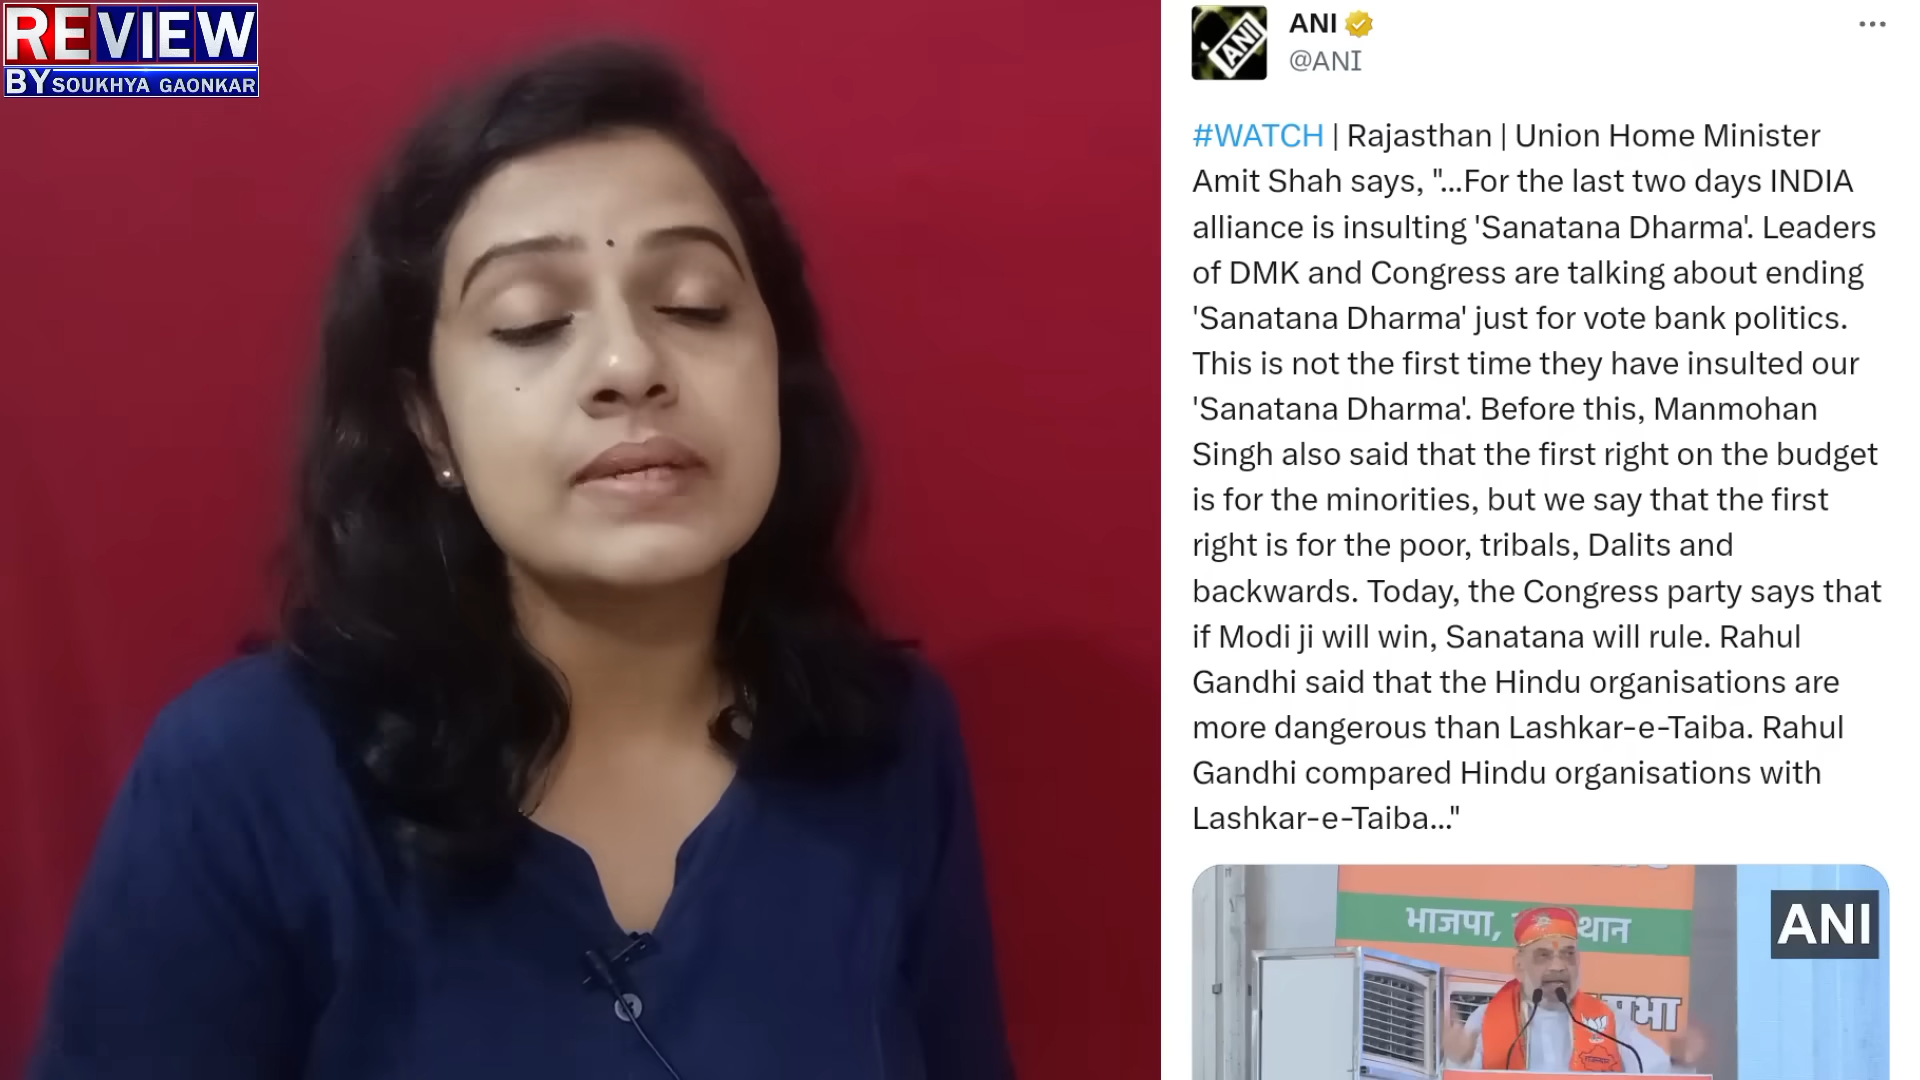 REVIEW
BY SOUKHYA GAONKAR
ANI
@ANI
#WATCH | Rajasthan | Union Home Minister
Amit Shah says, "...For the last two days INDIA
alliance is insulting 'Sanatana Dharma'. Leaders
of DMK and Congress are talking about ending
'Sanatana Dharma' just for vote bank politics.
This is not the first time they have insulted our
'Sanatana Dharma'. Before this, Manmohan
Singh also said that the first right on the budget
is for the minorities, but we say that the first
right is for the poor, tribals, Dalits and
backwards. Today, the Congress party says that
if Modi ji will win, Sanatana will rule. Rahul
Gandhi said that the Hindu organisations are
more dangerous than Lashkar-e-Taiba. Rahul
Gandhi compared Hindu organisations with
Lashkar-e-Taiba..."
ANI
भाजपा,